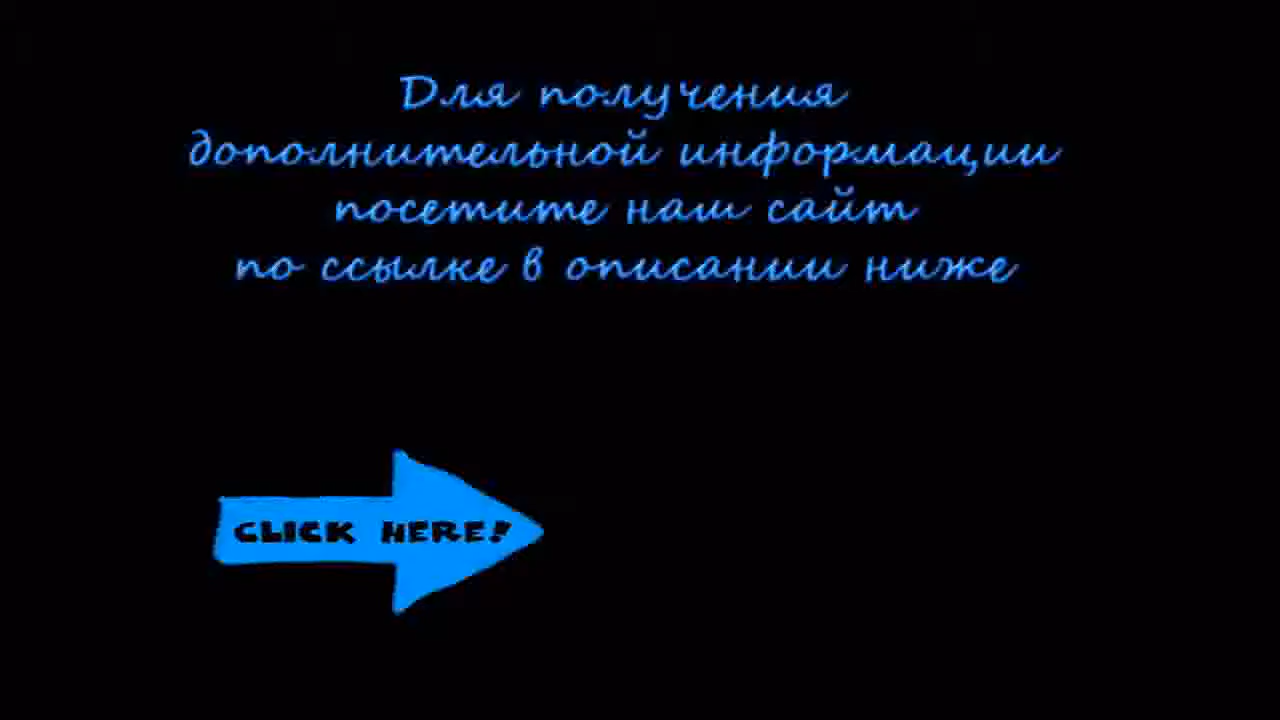 Для получения
дополнительной информации
посетите наш сайт
по ссылке в описании ниже
CLICK HERE!